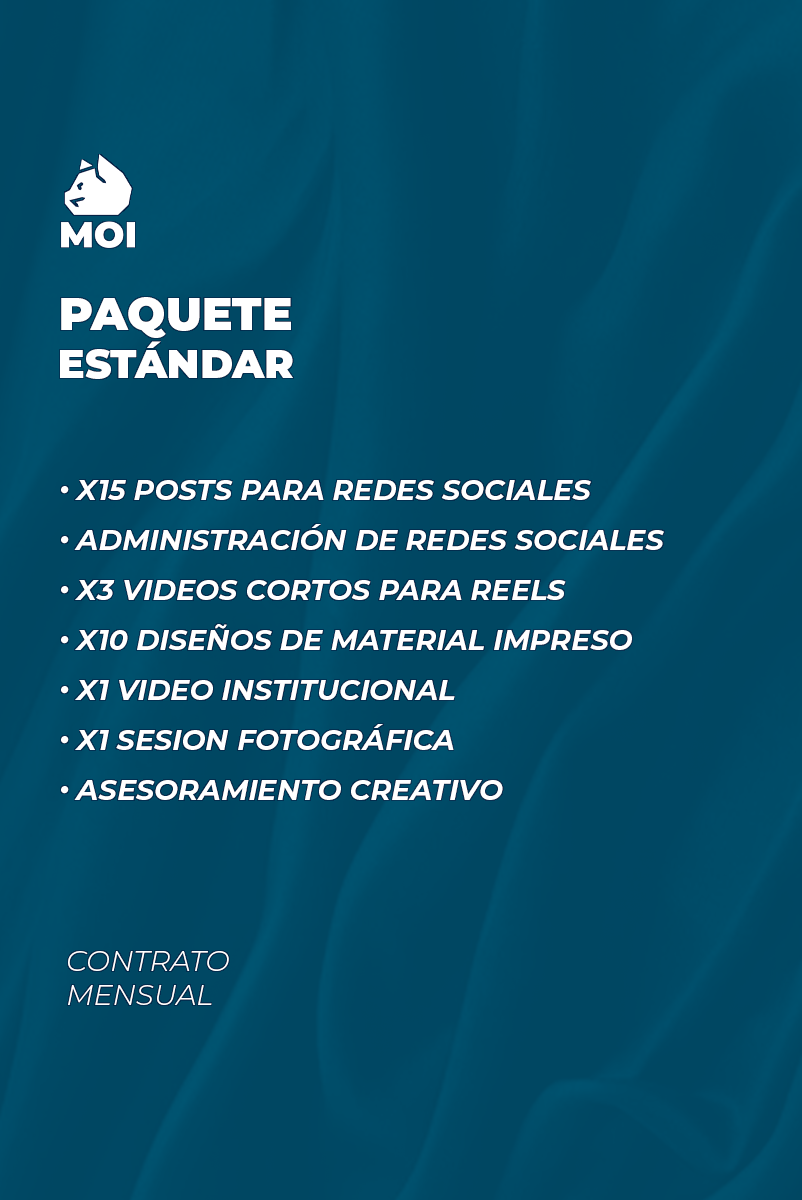 MOI
PAQUETE
ESTÁNDAR
• X15 POSTS PARA REDES SOCIALES
• ADMINISTRACIÓN DE REDES SOCIALES
• X3 VIDEOS CORTOS PARA REELS
• X10 DISEÑOS DE MATERIAL IMPRESO
• X1 VIDEO INSTITUCIONAL
• X1 SESION FOTOGRÁFICA
• ASESORAMIENTO CREATIVO
CONTRATO
MENSUAL